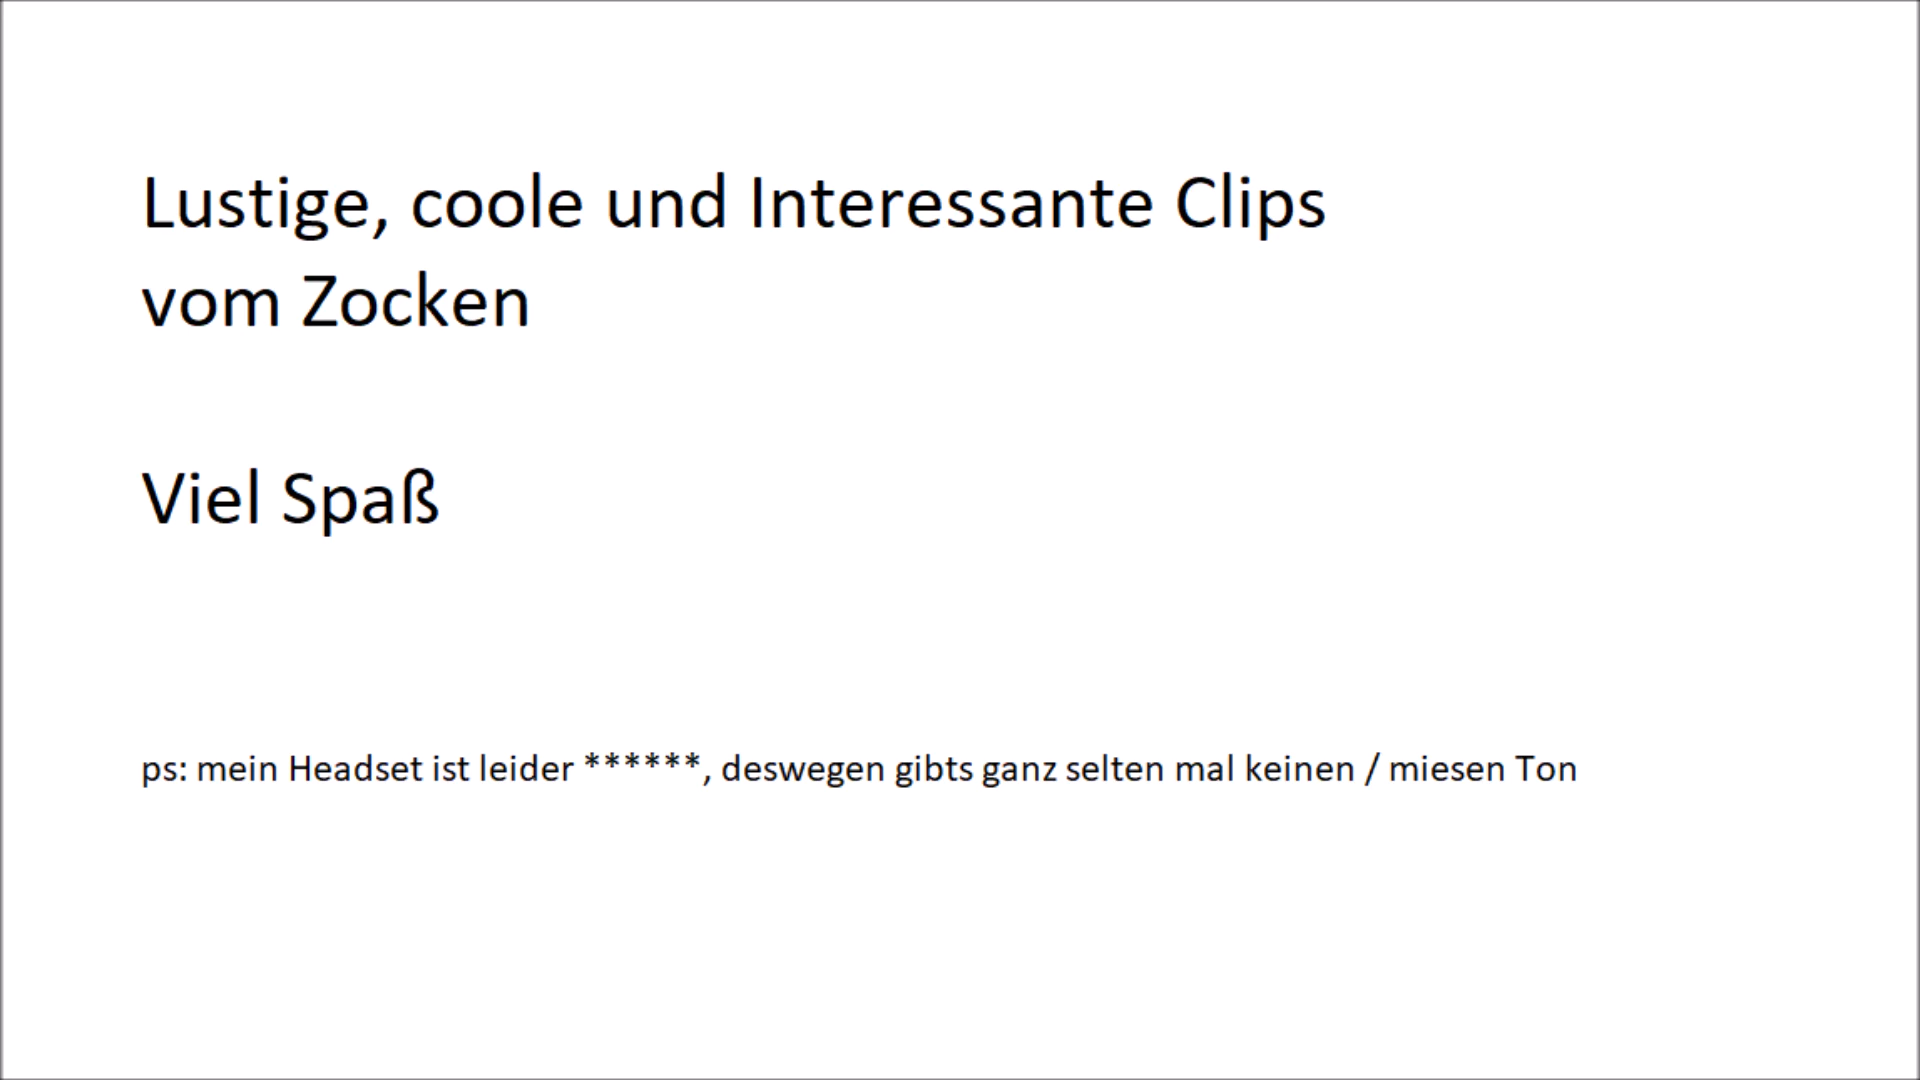 Lustige, coole und Interessante Clips
vom Zocken
Viel Spaß
ps: mein Headset ist leider ******, deswegen gibts ganz selten mal keinen / miesen Ton